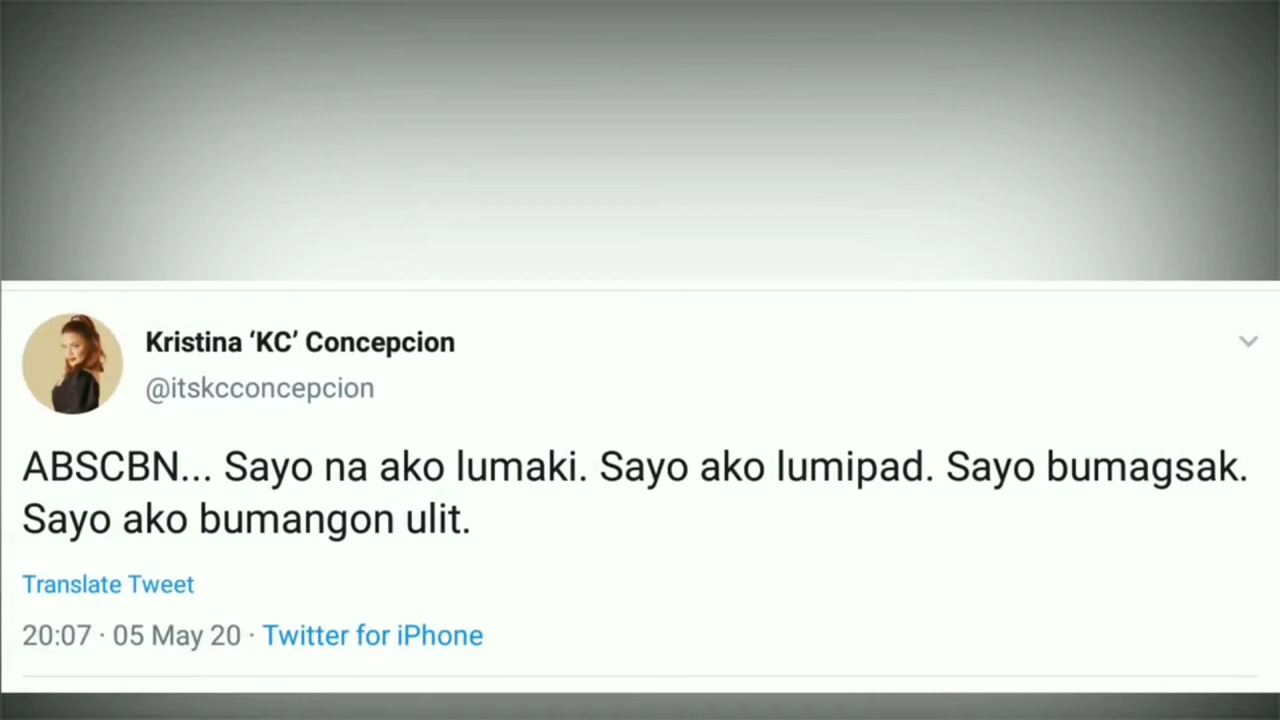 Kristina ‘KC’ Concepcion
@itskcconcepcion
ABSCBN... Sayo na ako lumaki. Sayo ako lumipad. Sayo bumagsak.
Sayo ako bumangon ulit.
Translate Tweet
20:07 · 05 May 20 · Twitter for iPhone